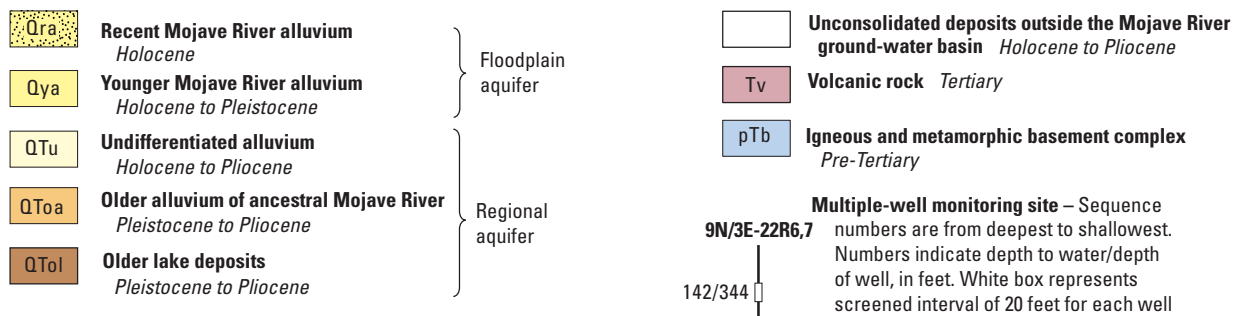 Qra
Recent Mojave River alluvium
Holocene
Qya
Younger Mojave River alluvium
Holocene to Pleistocene
Floodplain
aquifer
QTu
Undifferentiated alluvium
Holocene to Pliocene
QToa
Older alluvium of ancestral Mojave River
Pleistocene to Pliocene
QTol
Older lake deposits
Pleistocene to Pliocene
Regional
aquifer
Unconsolidated deposits outside the Mojave River
ground-water basin Holocene to Pliocene
Tv
Volcanic rock Tertiary
pTb
Igneous and metamorphic basement complex
Pre-Tertiary
9N/3E-22R6,7
142/344
Multiple-well monitoring site – Sequence
numbers are from deepest to shallowest.
Numbers indicate depth to water/depth
of well, in feet. White box represents
screened interval of 20 feet for each well